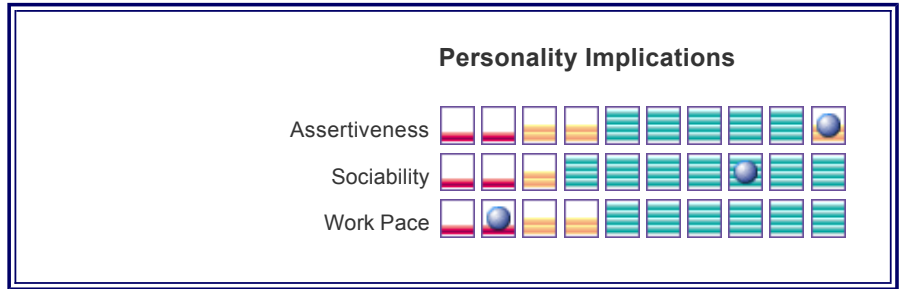 Personality Implications
Assertiveness
Sociability
Work Pace